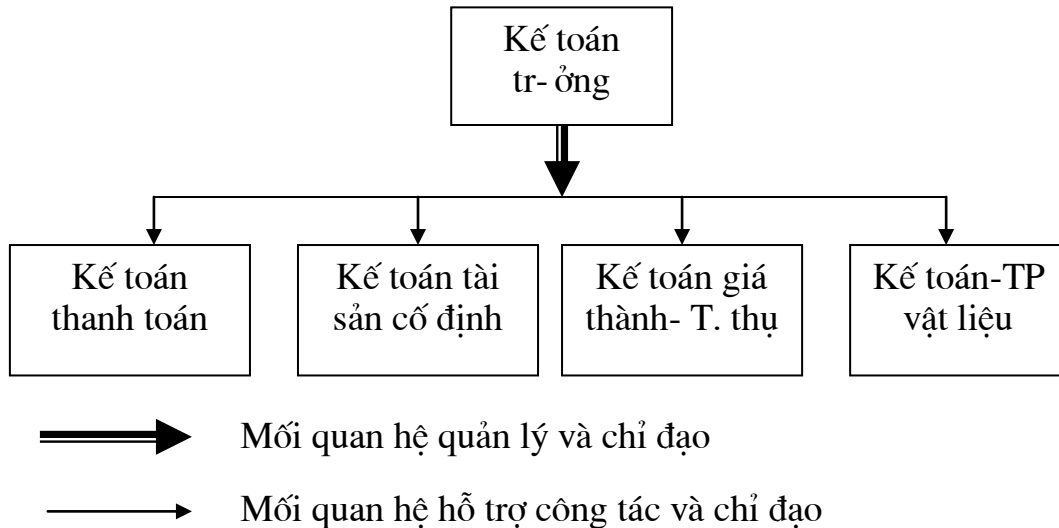 Kế toán
tr- ởng
Kế toán
thanh toán
Kế toán tài
sản cố định
Kế toán giá
thành- T. thụ
Kế toán-TP
vật liệu
Mối quan hệ quản lý và chỉ đạo
Mối quan hệ hỗ trợ công tác và chỉ đạo